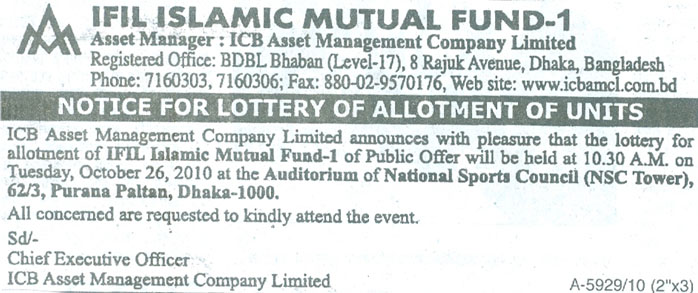 IFIL ISLAMIC MUTUAL FUND-1
Asset Manager : ICB Asset Management Company Limited
Registered Office: BDBL Bhaban (Level-17), 8 Rajuk Avenue, Dhaka, Bangladesh
Phone: 7160303, 7160306; Fax: 880-02-9570176, Web site: www.icbamcl.com.bd
NOTICE FOR LOTTERY OF ALLOTMENT OF UNITS
ICB Asset Management Company Limited announces with pleasure that the lottery for
allotment of IFIL Islamic Mutual Fund-1 of Public Offer will be held at 10.30 A.M. on
Tuesday, October 26, 2010 at the Auditorium of National Sports Council (NSC Tower),
62/3, Purana Paltan, Dhaka-1000.
All concerned are requested to kindly attend the event.
Sd/-
Chief Executive Officer
ICB Asset Management Company Limited
A-5929/10 (2"x3)